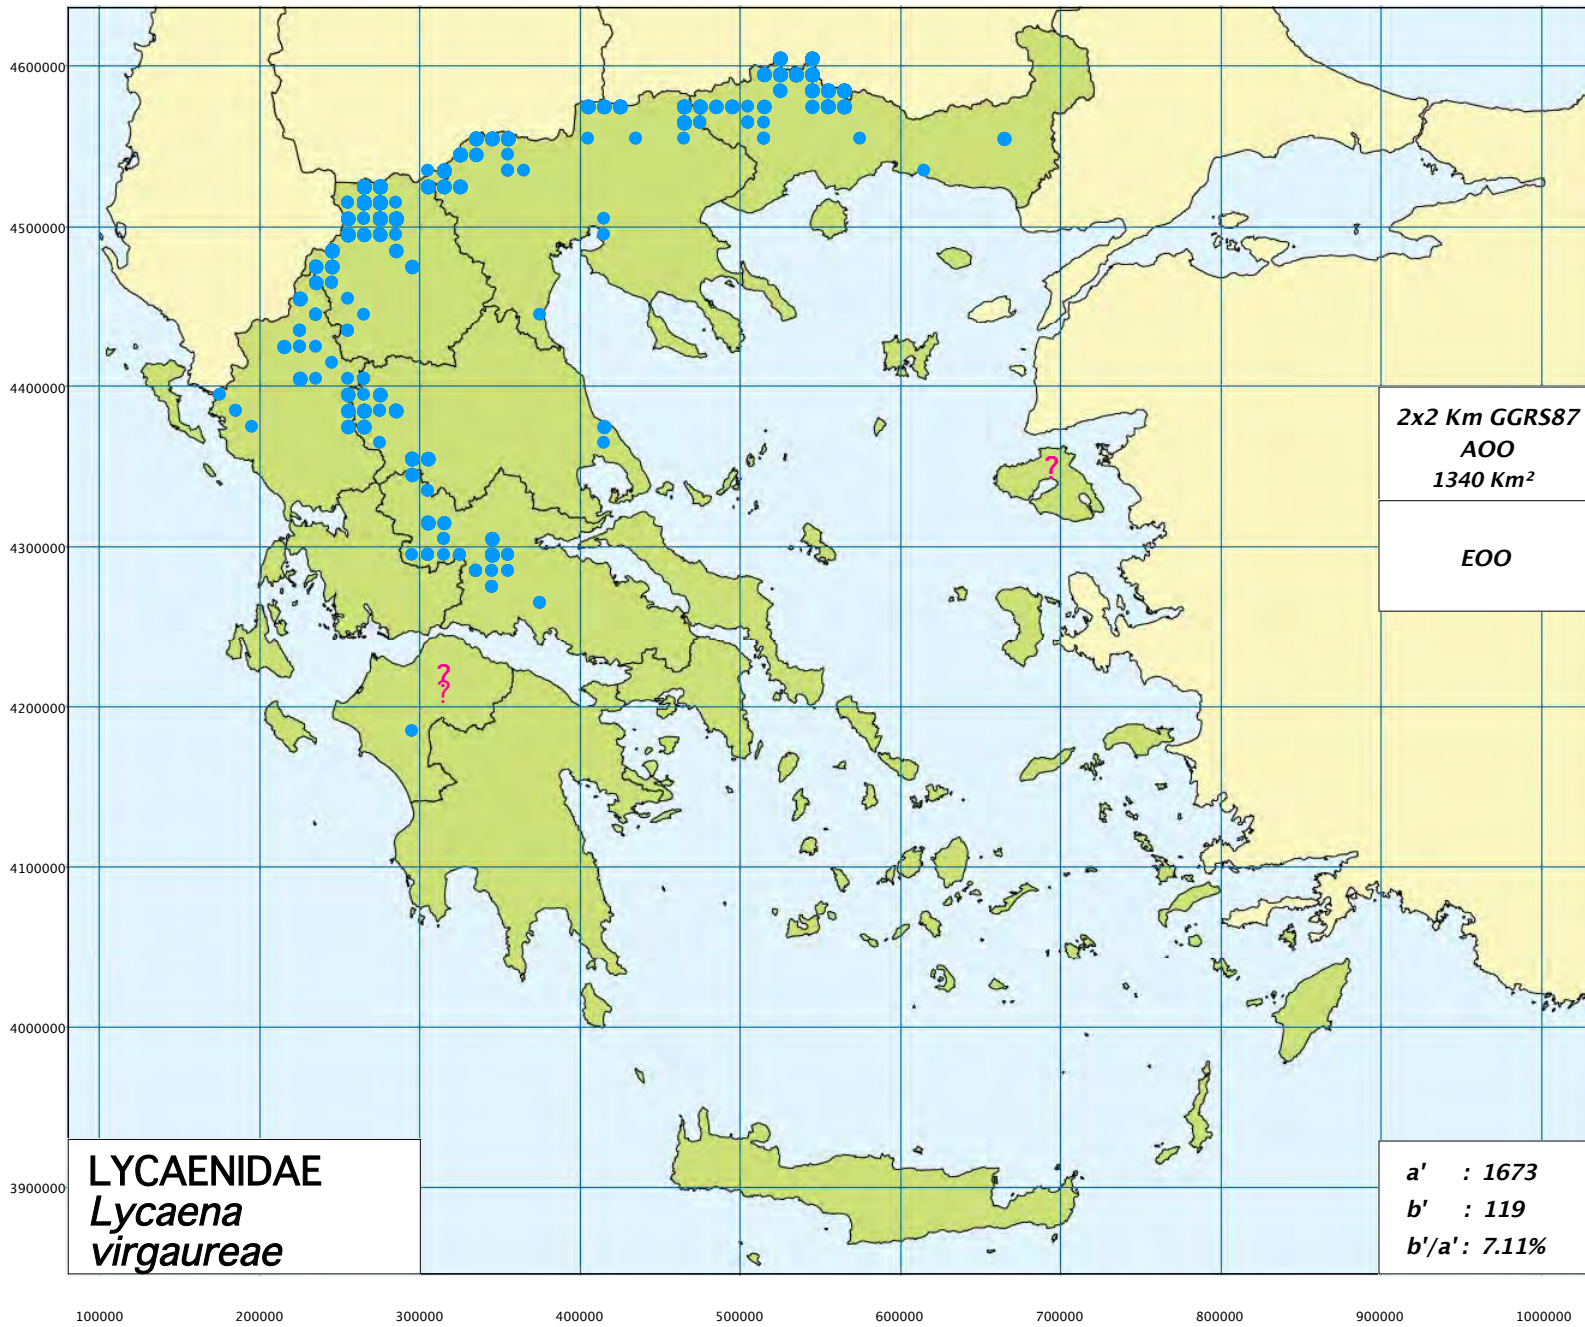 4600000
4500000
4400000
4300000
4200000
4100000
4000000
3900000
?
?
?
2x2 Km GGRS87
AOO
1340 Km²
EOO
LYCAENIDAE
Lycaena
virgaureae
a' : 1673
b' : 119
b'/a' : 7.11%
100000 200000 300000 400000 500000 600000 700000 800000 900000 1000000